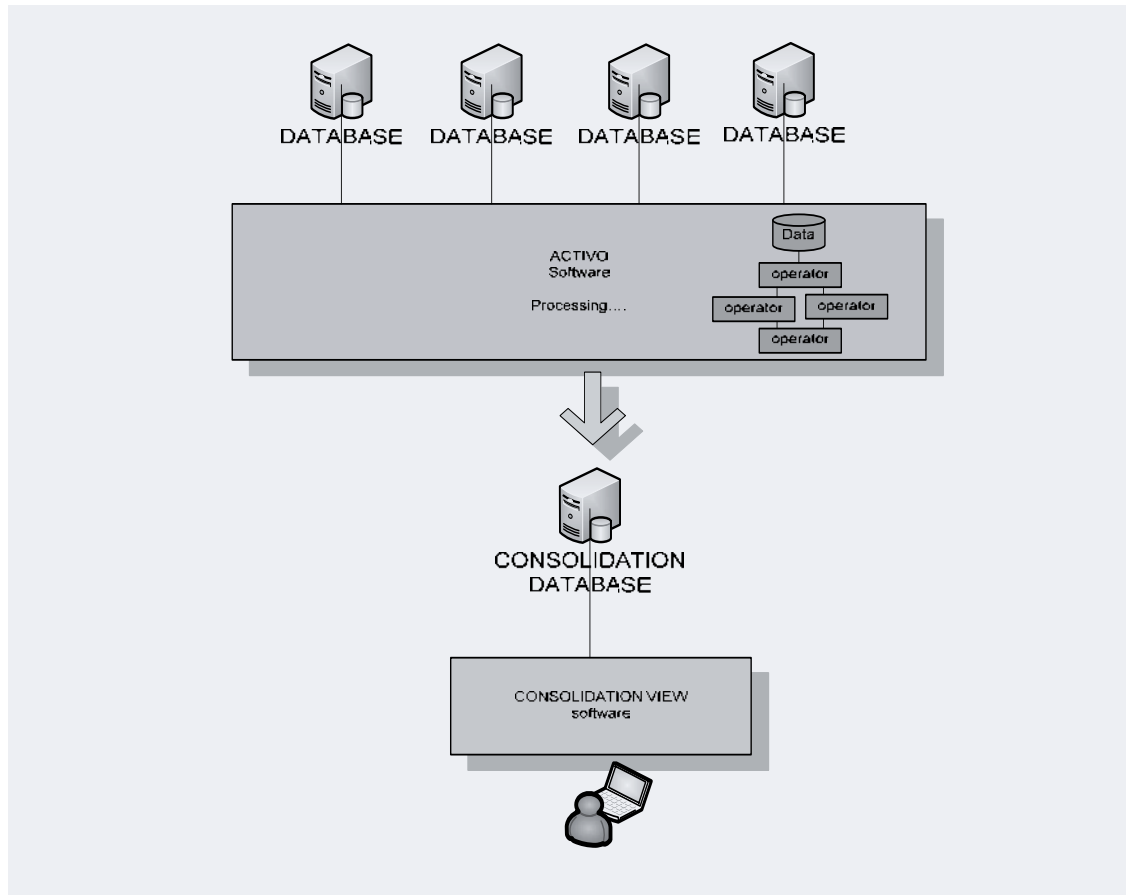 DATABASE DATABASE DATABASE DATABASE
Data
ACTIVO
Software
Processing....
operator
operator operator
operator
CONSOLIDATION
DATABASE
CONSOLIDATION VIEW
software